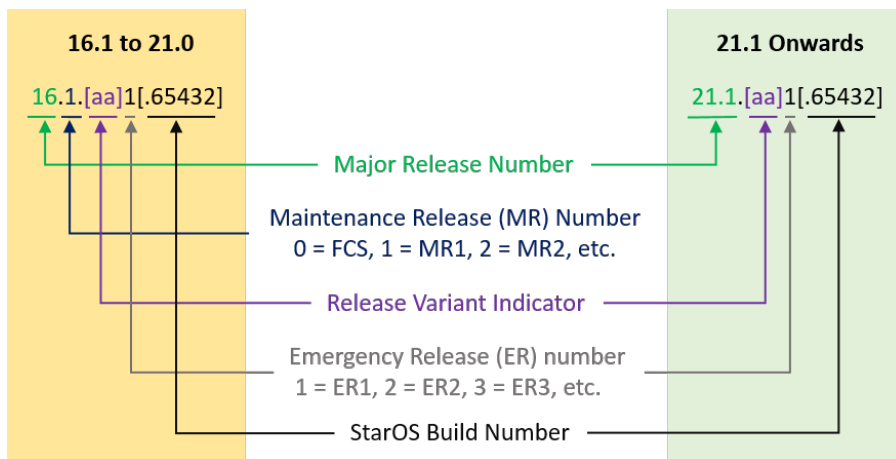 16.1 to 21.0
21.1 Onwards
16.1.[aa]1[.65432]
21.1.[aa]1[.65432]
Major Release Number
Maintenance Release (MR) Number
0 = FCS, 1 = MR1, 2 = MR2, etc.
Release Variant Indicator
Emergency Release (ER) number
1 = ER1, 2 = ER2, 3 = ER3, etc.
StarOS Build Number